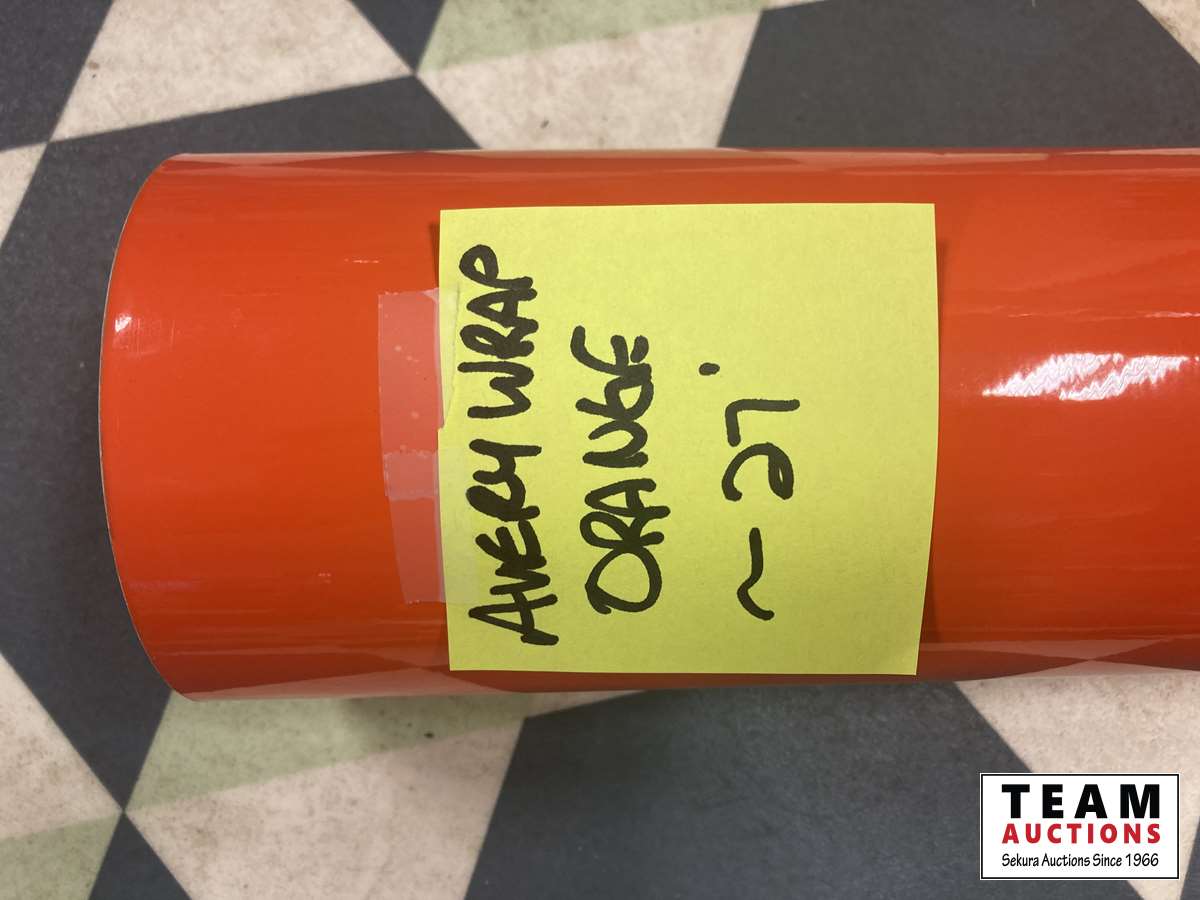 AVERY WRAP
ORANGE
~27'
TEAM
AUCTIONS
Sekura Auctions Since 1966